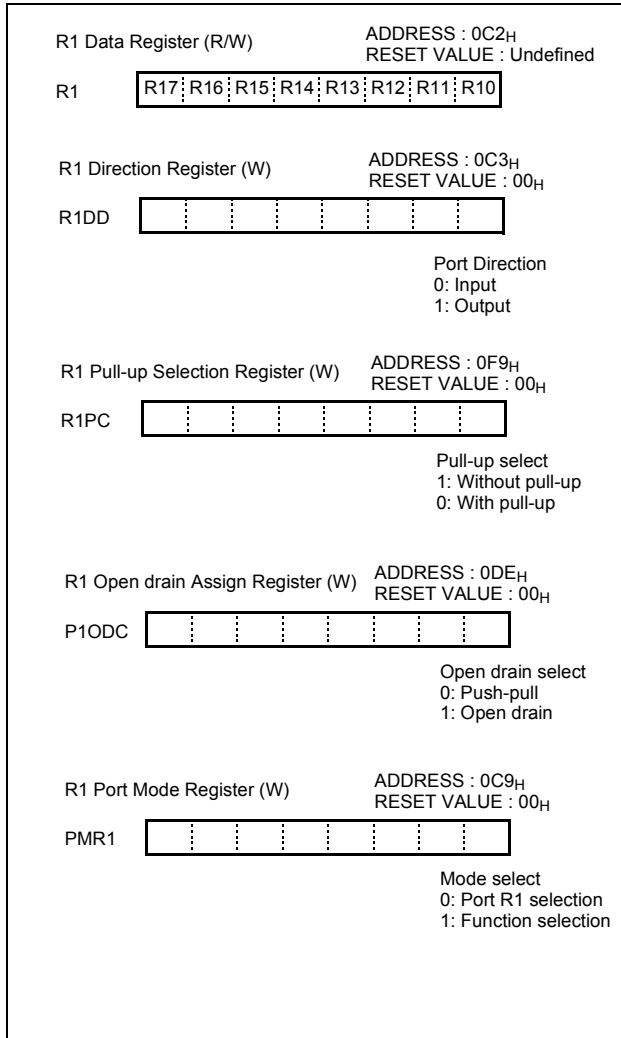 R1 Data Register (R/W) ADDRESS : 0C2H
RESET VALUE : Undefined
R1 R17 R16 R15 R14 R13 R12 R11 R10
R1 Direction Register (W) ADDRESS : 0C3H
RESET VALUE : 00H
R1DD
Port Direction
0: Input
1: Output
R1 Pull-up Selection Register (W) ADDRESS : 0F9H
RESET VALUE : 00H
R1PC
Pull-up select
1: Without pull-up
0: With pull-up
R1 Open drain Assign Register (W) ADDRESS : 0DEH
RESET VALUE : 00H
P1ODC
Open drain select
0: Push-pull
1: Open drain
R1 Port Mode Register (W) ADDRESS : 0C9H
RESET VALUE : 00H
PMR1
Mode select
0: Port R1 selection
1: Function selection